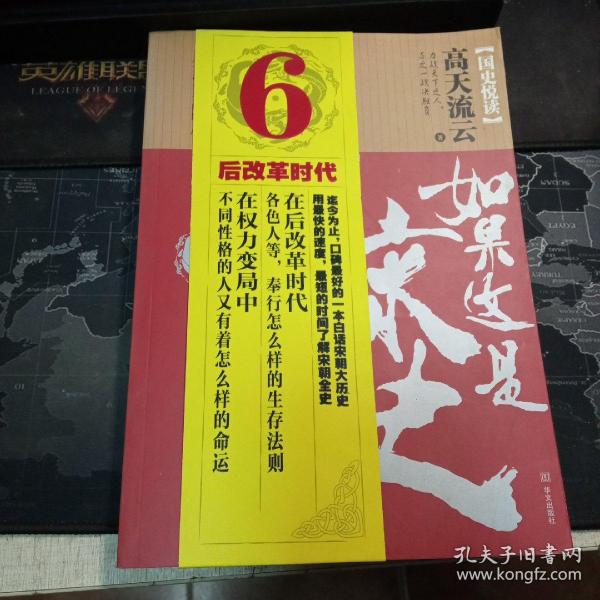 英雄联盟
LEAGUE OF LEGENDS
6
后改革时代
迄今为止，口碑最好的一本白话宋朝大历史
用最快的速度，最短的时间了解宋朝全史
在后改革时代
各色人等，奉行怎么样的生存法则
在权力变局中
不同性格的人又有着怎么样的命运
【国史悦读】
高天流云
著
如果这是
宋史
华文出版社
孔夫子旧书网
www.kongfz.com